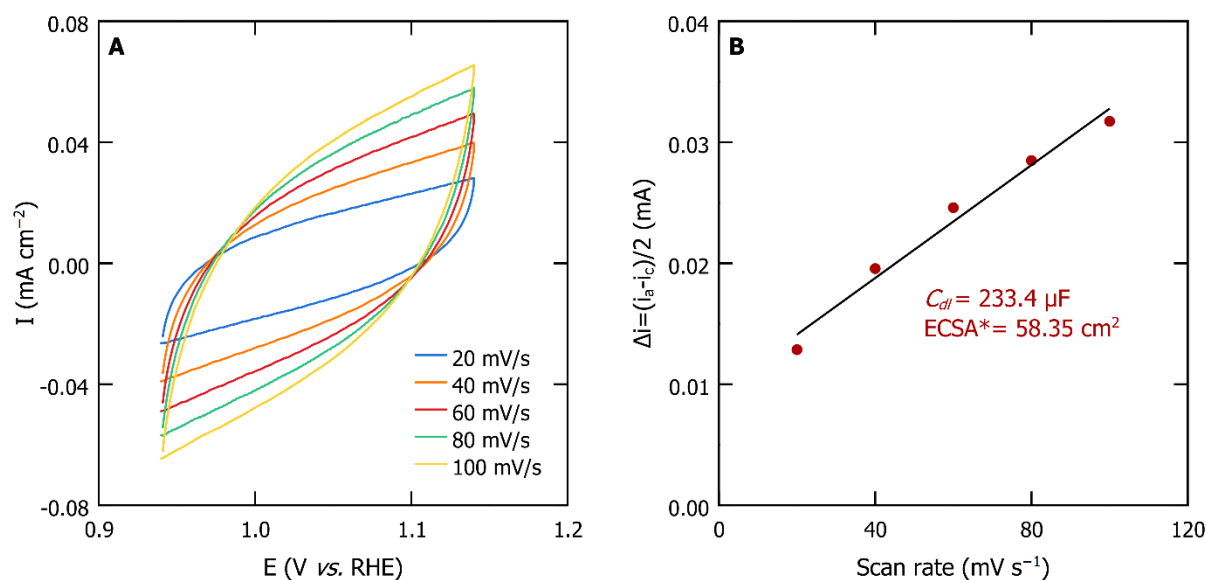 A
I (mA cm⁻²)
0.08
0.04
0.00
-0.04
-0.08
20 mV/s
40 mV/s
60 mV/s
80 mV/s
100 mV/s
0.9
1.0
1.1
1.2
E (V vs. RHE)
B
Δi=(iₐ-i꜀)/2 (mA)
0.04
0.03
0.02
0.01
0.00
C_dl = 233.4 µF
ECSA* = 58.35 cm²
0
40
80
120
Scan rate (mV s⁻¹)